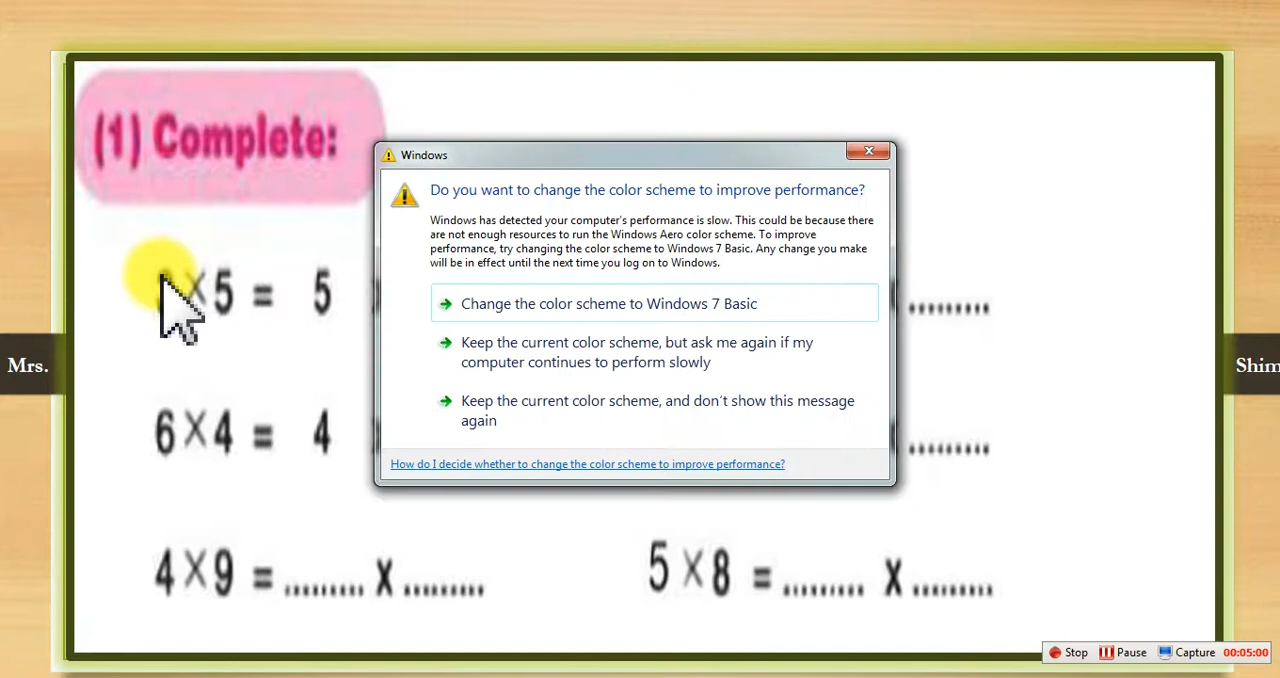 (1) Complete:
Windows
Do you want to change the color scheme to improve performance?
Windows has detected your computer's performance is slow. This could be because there
are not enough resources to run the Windows Aero color scheme. To improve
performance, try changing the color scheme to Windows 7 Basic. Any change you make
will be in effect until the next time you log on to Windows.
Change the color scheme to Windows 7 Basic
Keep the current color scheme, but ask me again if my
computer continues to perform slowly
Keep the current color scheme, and don't show this message
again
How do I decide whether to change the color scheme to improve performance?
×5 = 5 .........
Mrs.
Shim
6×4 = 4 .........
4×9 = ........ x .........
5×8 = ......... x .........
Stop Pause Capture 00:05:00